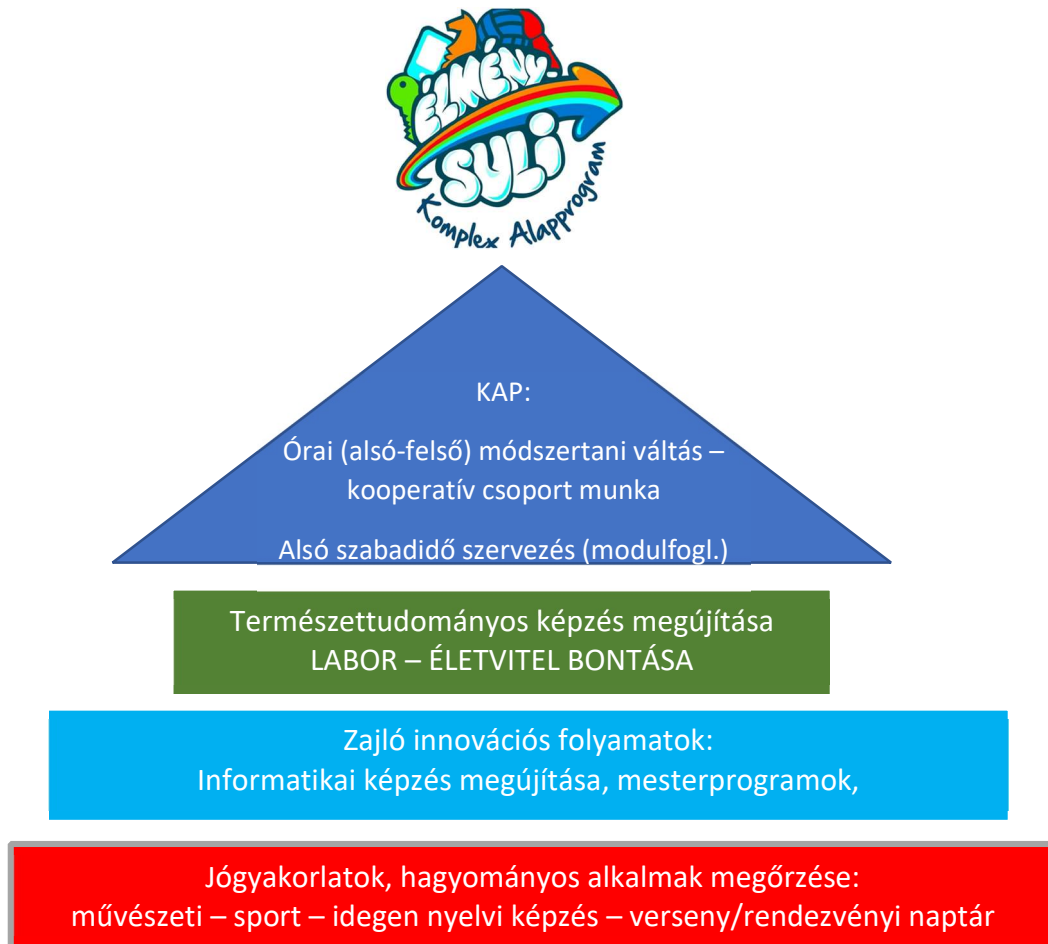 ÉLMÉNY-
SULI
Komplex Alapprogram
KAP:
Órai (alsó-felső) módszertani váltás –
kooperatív csoport munka
Alsó szabadidő szervezés (modulfogl.)
Természettudományos képzés megújítása
LABOR – ÉLETVITEL BONTÁSA
Zajló innovációs folyamatok:
Informatikai képzés megújítása, mesterprogramok,
Jógyakorlatok, hagyományos alkalmak megőrzése:
művészeti – sport – idegen nyelvi képzés – verseny/rendezvényi naptár